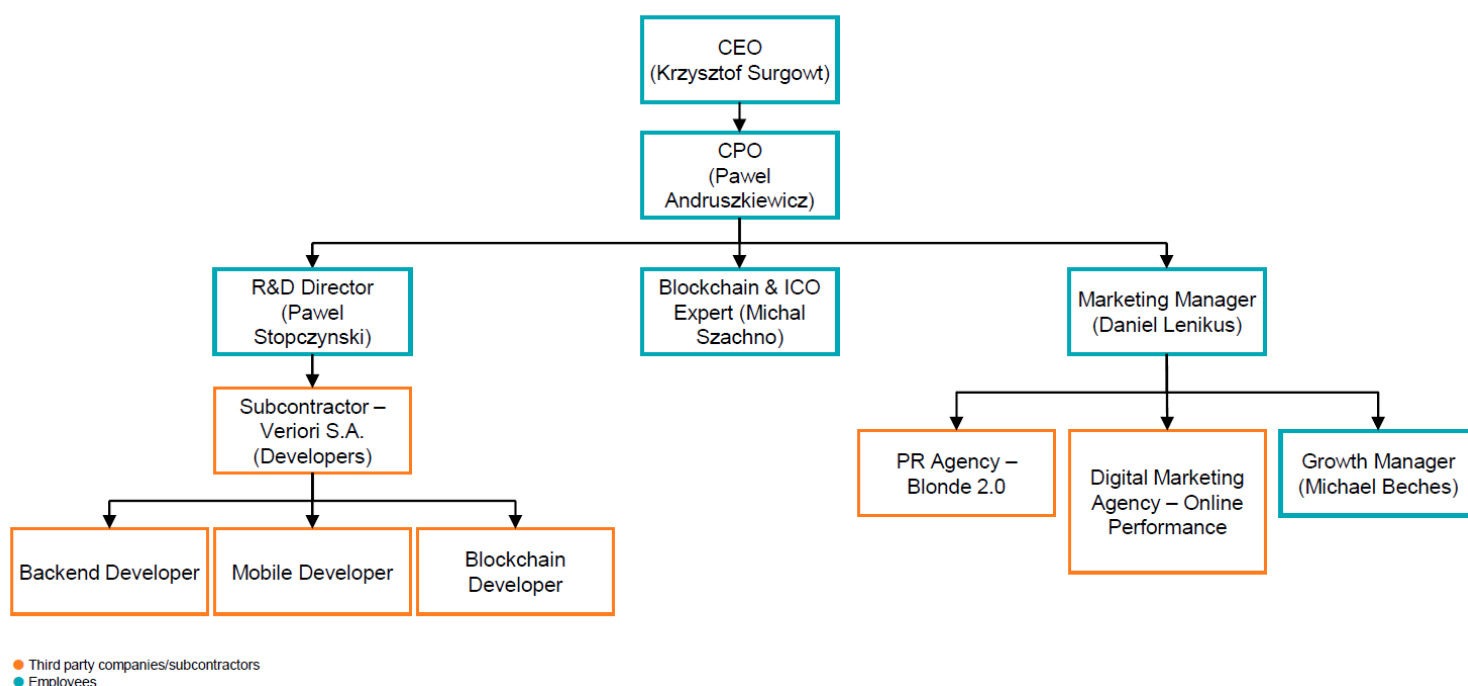 CEO
(Krzysztof Surgowt)
CPO
(Pawel
Andruszkiewicz)
R&D Director
(Pawel
Stopczynski)
Blockchain & ICO
Expert (Michal
Szachno)
Marketing Manager
(Daniel Lenikus)
Subcontractor –
Veriori S.A.
(Developers)
PR Agency –
Blonde 2.0
Digital Marketing
Agency – Online
Performance
Growth Manager
(Michael Beches)
Backend Developer
Mobile Developer
Blockchain
Developer
Third party companies/subcontractors
Employees